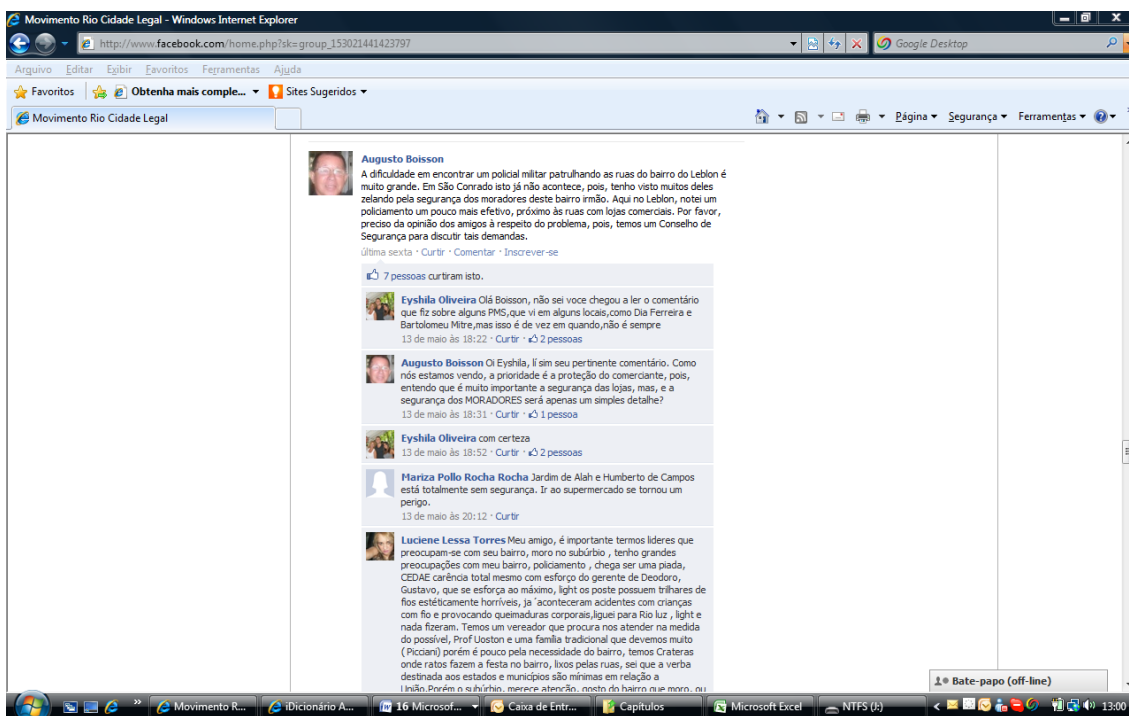 Movimento Rio Cidade Legal - Windows Internet Explorer
http://www.facebook.com/home.php?sk=group_153021441423797
Google Desktop
Arquivo Editar Exibir Favoritos Ferramentas Ajuda
Favoritos Obtenha mais comple... Sites Sugeridos
Movimento Rio Cidade Legal
Página Segurança Ferramentas
Augusto Boisson
A dificuldade em encontrar um policial militar patrulhando as ruas do bairro do Leblon é
muito grande. Em São Conrado isto já não acontece, pois, tenho visto muitos deles
zelando pela segurança dos moradores deste bairro irmão. Aqui no Leblon, notei um
policiamento um pouco mais efetivo, próximo às ruas com lojas comerciais. Por favor,
preciso da opinião dos amigos à respeito do problema, pois, temos um Conselho de
Segurança para discutir tais demandas.
última sexta · Curtir · Comentar · Inscrever-se
7 pessoas curtiram isto.
Eyshila Oliveira Olá Boisson, não sei voce chegou a ler o comentário
que fiz sobre alguns PMS,que vi em alguns locais,como Dia Ferreira e
Bartolomeu Mitre,mas isso é de vez em quando,não é sempre
13 de maio às 18:22 · Curtir · 2 pessoas
Augusto Boisson Oi Eyshila, lí sim seu pertinente comentário. Como
nós estamos vendo, a prioridade é a proteção do comerciante, pois,
entendo que é muito importante a segurança das lojas, mas, e a
segurança dos MORADORES será apenas um simples detalhe?
13 de maio às 18:31 · Curtir · 1 pessoa
Eyshila Oliveira com certeza
13 de maio às 18:52 · Curtir · 2 pessoas
Mariza Pollo Rocha Rocha Jardim de Alah e Humberto de Campos
está totalmente sem segurança. Ir ao supermercado se tornou um
perigo.
13 de maio às 20:12 · Curtir
Luciene Lessa Torres Meu amigo, é importante termos lideres que
preocupam-se com seu bairro, moro no subúrbio , tenho grandes
preocupações com meu bairro, policiamento , chega ser uma piada,
CEDAE carência total mesmo com esforço do gerente de Deodoro,
Gustavo, que se esforça ao máximo, light os poste possuem trilhares de
fios estéticamente horríveis, ja ´aconteceram acidentes com crianças
com fio e provocando queimaduras corporais,liguei para Rio luz , light e
nada fizeram. Temos um vereador que procura nos atender na medida
do possível, Prof Uoston e uma família tradicional que devemos muito
( Picciani) porém é pouco pela necessidade do bairro, temos Crateras
onde ratos fazem a festa no bairro, lixos pelas ruas, sei que a verba
destinada aos estados e municípios são mínimas em relação a
União.Porém o subúrbio, merece atenção, gosto do bairro que moro, ou
Bate-papo (off-line)
Movimento R... iDicionário A... 16 Microsof... Caixa de Entr... Capítulos Microsoft Excel NTFS (J:) 13:00